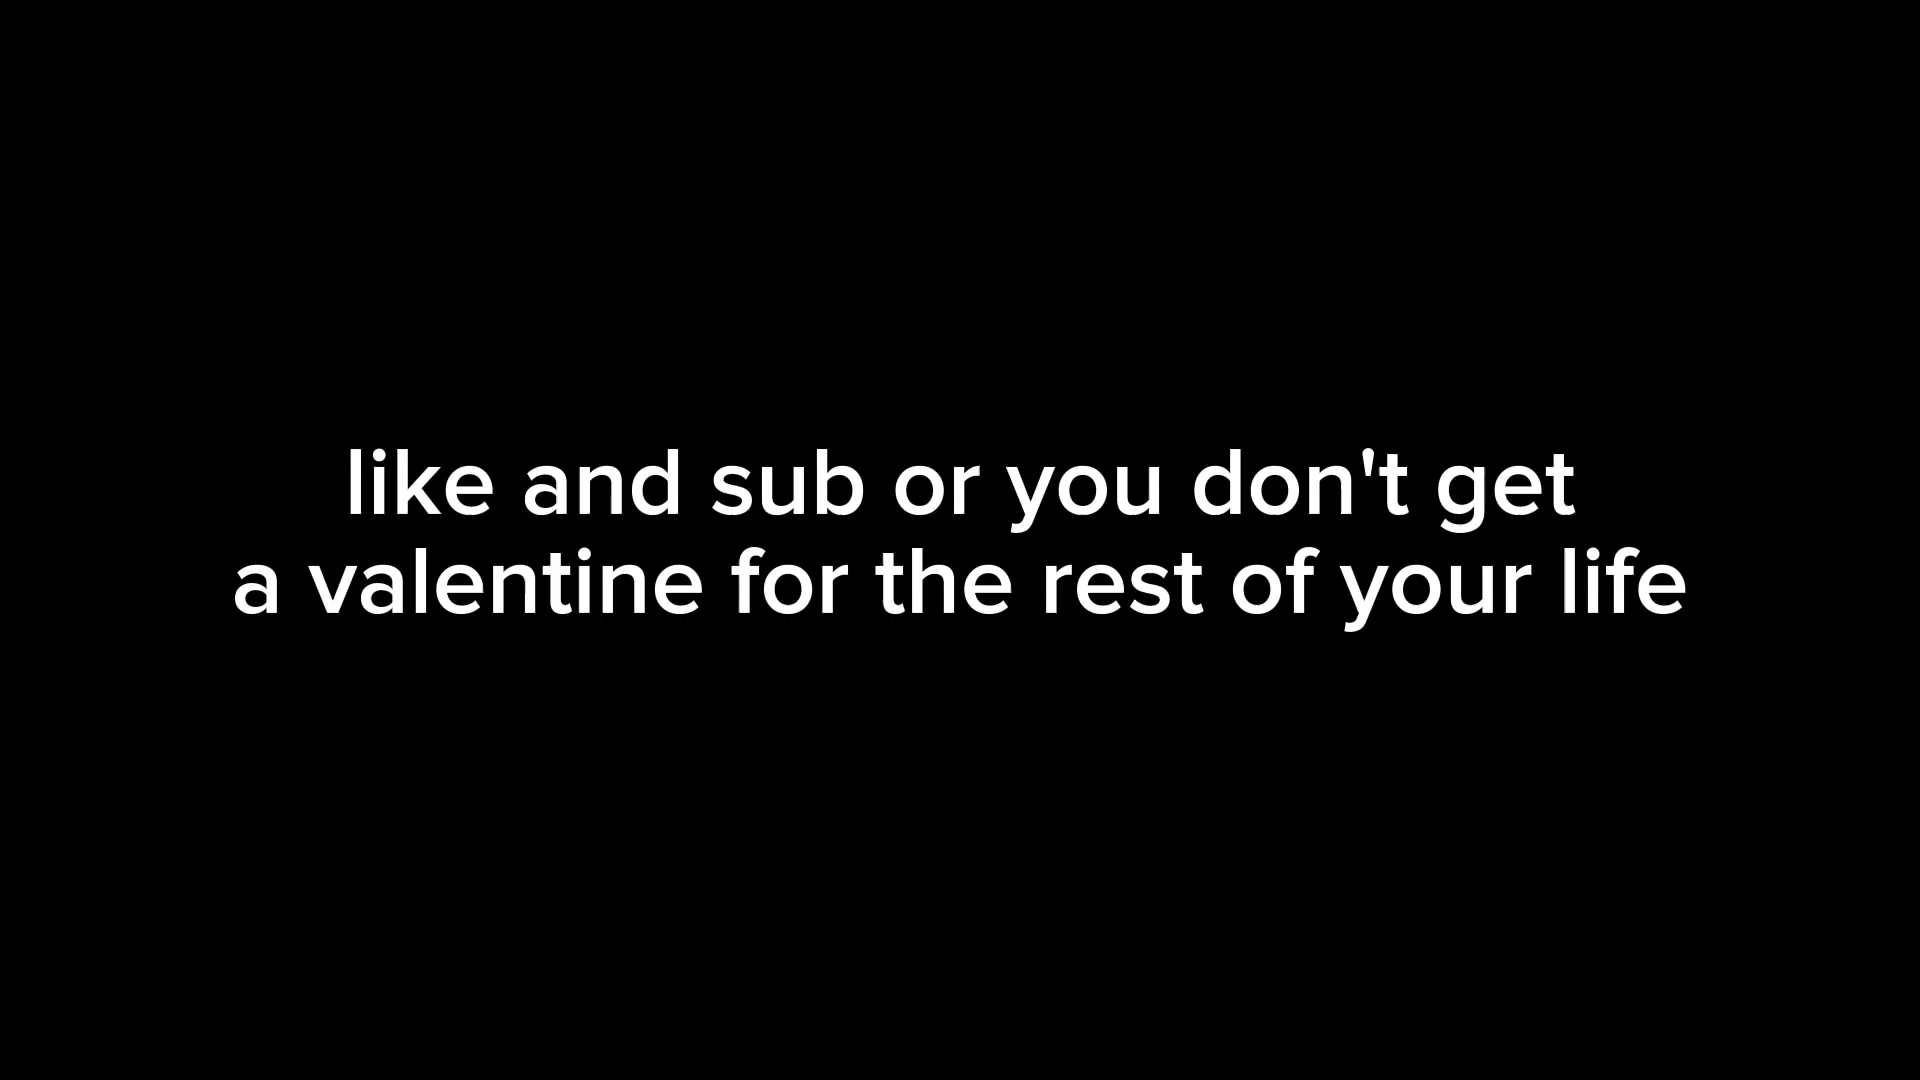 like and sub or you don't get
a valentine for the rest of your life